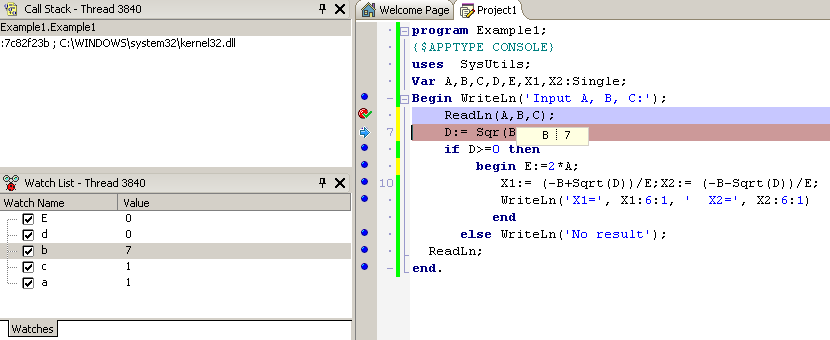 Call Stack - Thread 3840
Example1.Example1
:7c82f23b ; C:\WINDOWS\system32\kernel32.dll
Watch List - Thread 3840
Watch Name Value
E 0
d 0
b 7
c 1
a 1
Watches
Welcome Page Project1
program Example1;
{$APPTYPE CONSOLE}
uses SysUtils;
Var A,B,C,D,E,X1,X2:Single;
Begin WriteLn('Input A, B, C:');
ReadLn(A,B,C);
7 D:= Sqr(B B 7
if D>=0 then
begin E:=2*A;
10 X1:= (-B+Sqrt(D))/E;X2:= (-B-Sqrt(D))/E;
WriteLn('X1=', X1:6:1, '  X2=', X2:6:1)
end
else WriteLn('No result');
ReadLn;
end.